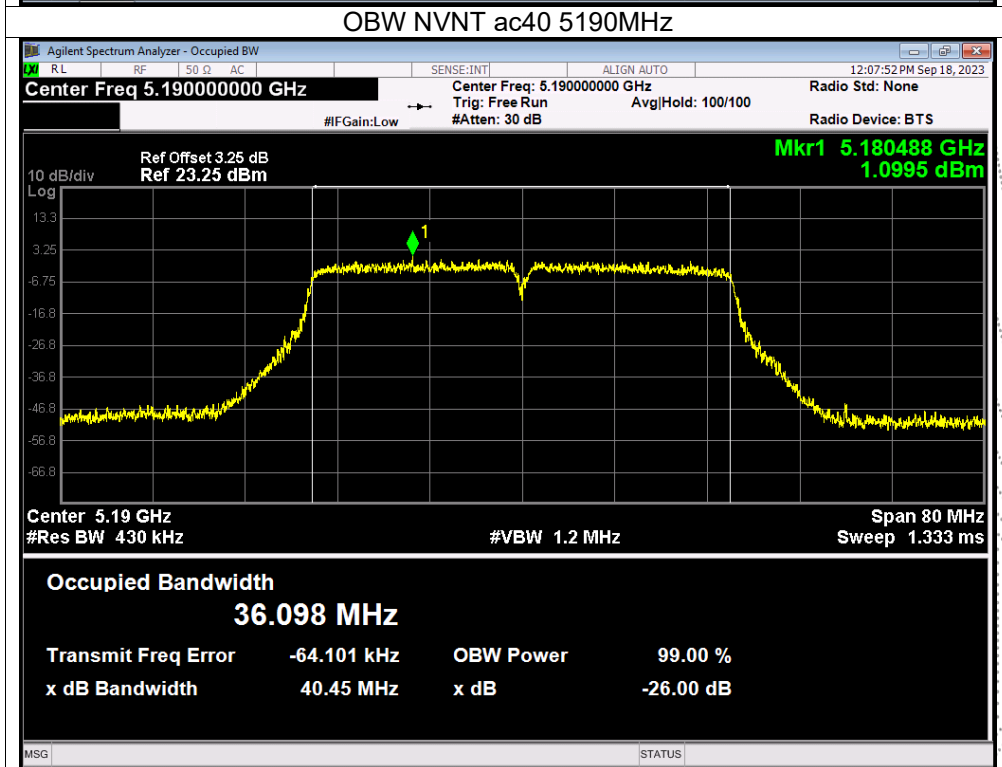 OBW NVNT ac40 5190MHz
Agilent Spectrum Analyzer - Occupied BW
LXI RL RF 50 Ω AC SENSE:INT ALIGN AUTO 12:07:52 PM Sep 18, 2023
Center Freq 5.190000000 GHz Center Freq: 5.190000000 GHz Radio Std: None
Trig: Free Run Avg|Hold: 100/100
#IFGain:Low #Atten: 30 dB Radio Device: BTS
Mkr1 5.180488 GHz
1.0995 dBm
Ref Offset 3.25 dB
10 dB/div Ref 23.25 dBm
Log
13.3
1
3.25
-6.75
-16.8
-26.8
-36.8
-46.8
-56.8
-66.8
Center 5.19 GHz Span 80 MHz
#Res BW 430 kHz #VBW 1.2 MHz Sweep 1.333 ms
Occupied Bandwidth
36.098 MHz
Transmit Freq Error -64.101 kHz OBW Power 99.00 %
x dB Bandwidth 40.45 MHz x dB -26.00 dB
MSG STATUS